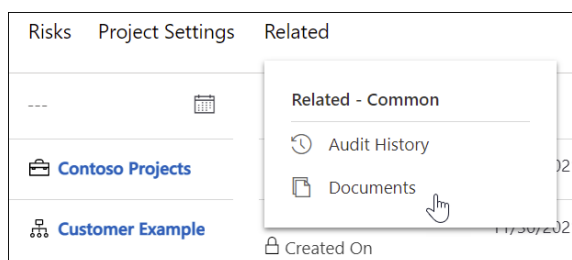 Risks Project Settings Related
---
Related - Common
Audit History
Contoso Projects
Documents
Customer Example
Created On